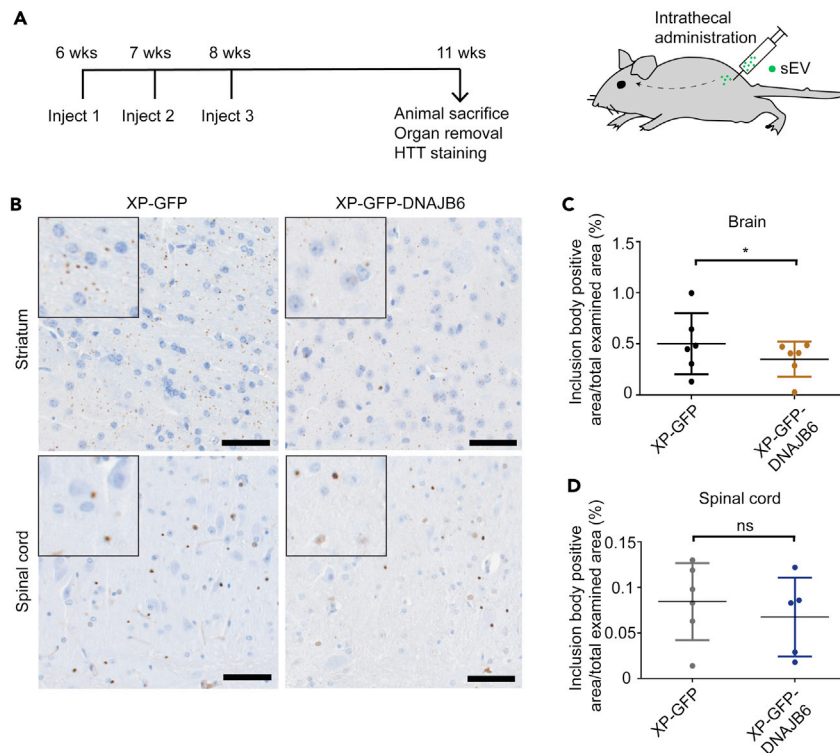 A
6 wks 7 wks 8 wks 11 wks
Inject 1 Inject 2 Inject 3
Animal sacrifice
Organ removal
HTT staining
Intrathecal
administration
sEV
B
XP-GFP XP-GFP-DNAJB6
Striatum
Spinal cord
C
Brain
Inclusion body positive
area/total examined area (%)
1.5
1.0
0.5
0
*
XP-GFP
XP-GFP-
DNAJB6
D
Spinal cord
Inclusion body positive
area/total examined area (%)
0.15
0.1
0.05
0
ns
XP-GFP
XP-GFP-
DNAJB6